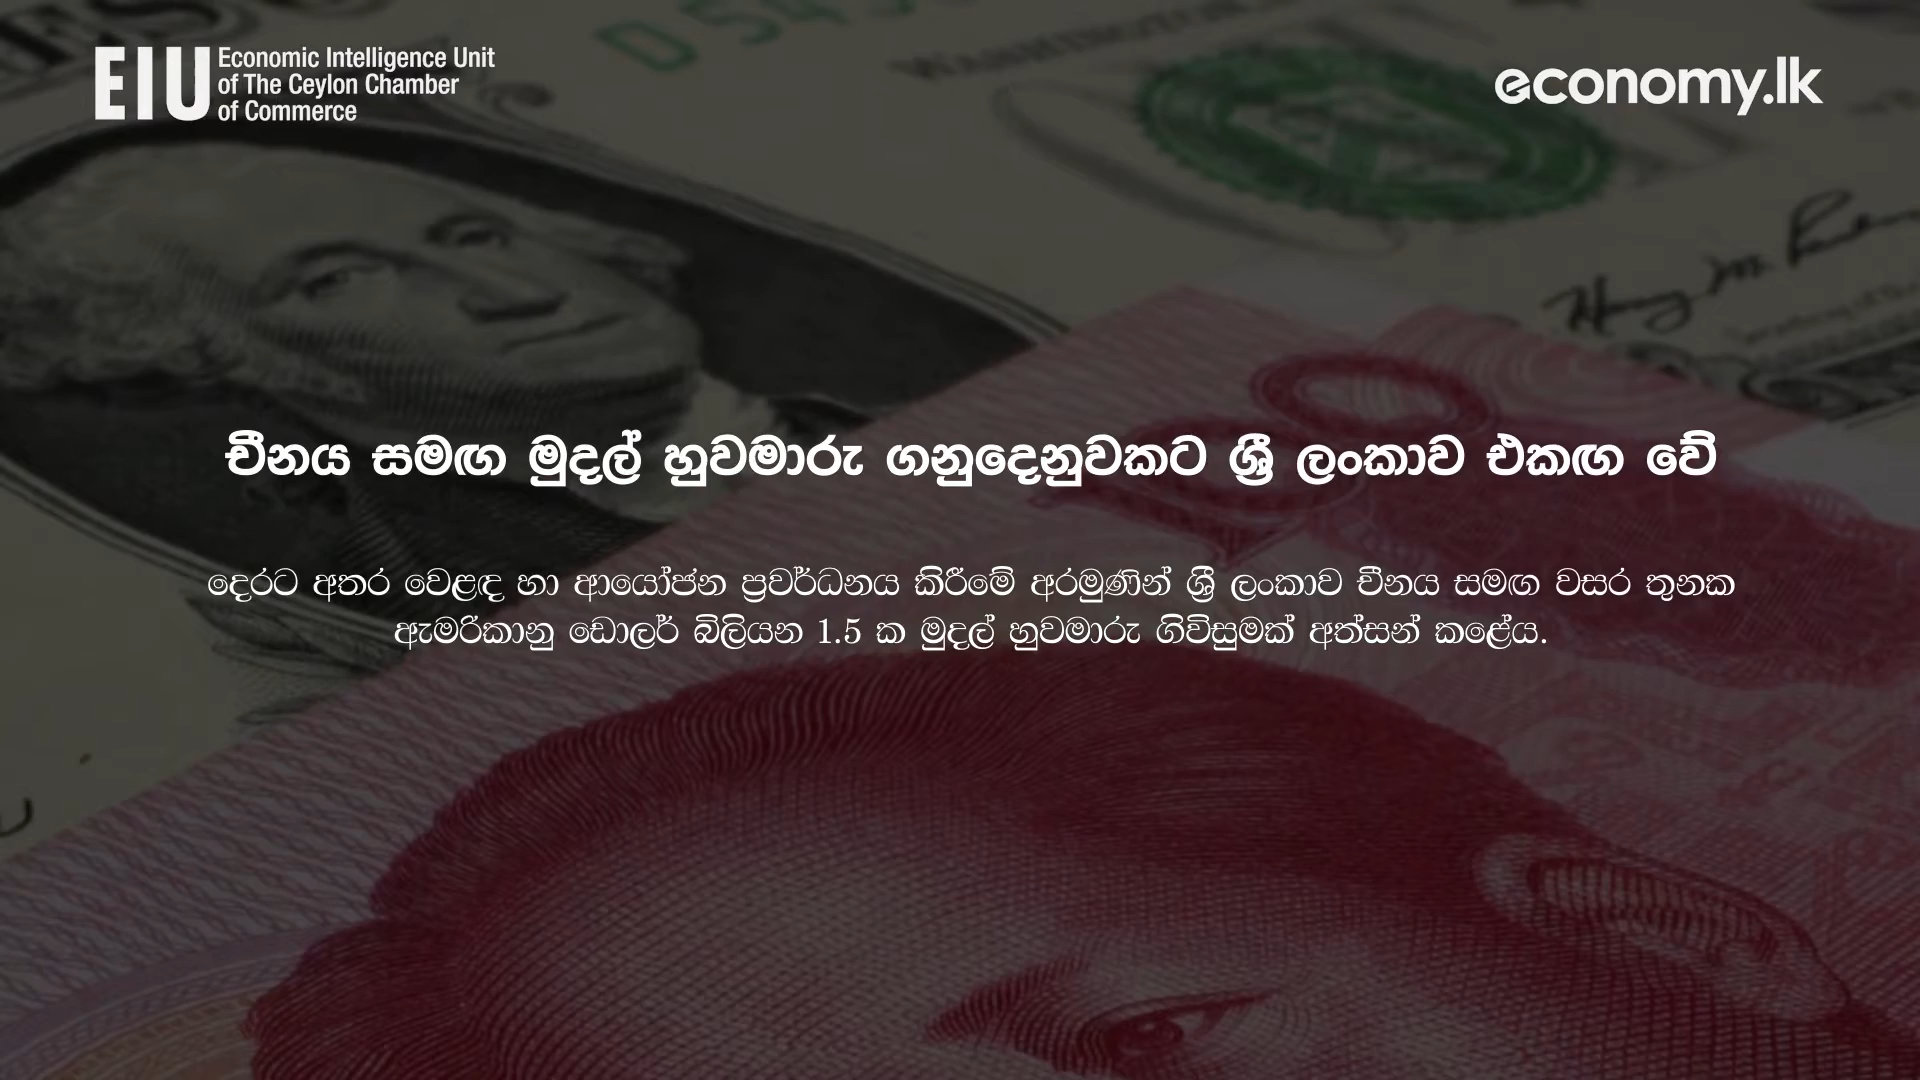 EIU
Economic Intelligence Unit
of The Ceylon Chamber
of Commerce
economy.lk
චීනය සමඟ මුදල් හුවමාරු ගනුදෙනුවකට ශ්‍රී ලංකාව එකඟ වේ
දෙරට අතර වෙළඳ හා ආයෝජන ප්‍රවර්ධනය කිරීමේ අරමුණින් ශ්‍රී ලංකාව චීනය සමඟ වසර තුනක
ඇමරිකානු ඩොලර් බිලියන 1.5 ක මුදල් හුවමාරු ගිවිසුමක් අත්සන් කළේය.